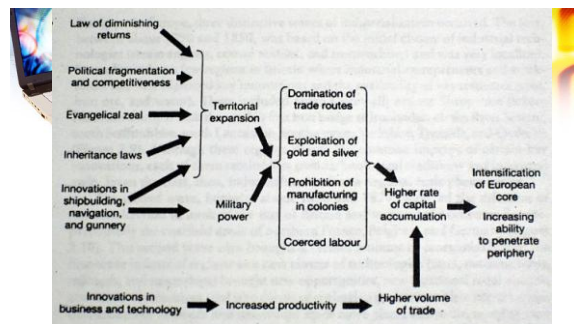 Law of diminishing
returns
Political fragmentation
and competitiveness
Evangelical zeal
Inheritance laws
Innovations in
shipbuilding,
navigation,
and gunnery
Territorial
expansion
Military
power
Domination of
trade routes
Exploitation of
gold and silver
Prohibition of
manufacturing
in colonies
Coerced labour
Higher rate
of capital
accumulation
Intensification
of European
core
Increasing
ability
to penetrate
periphery
Innovations in
business and technology
Increased productivity
Higher volume
of trade